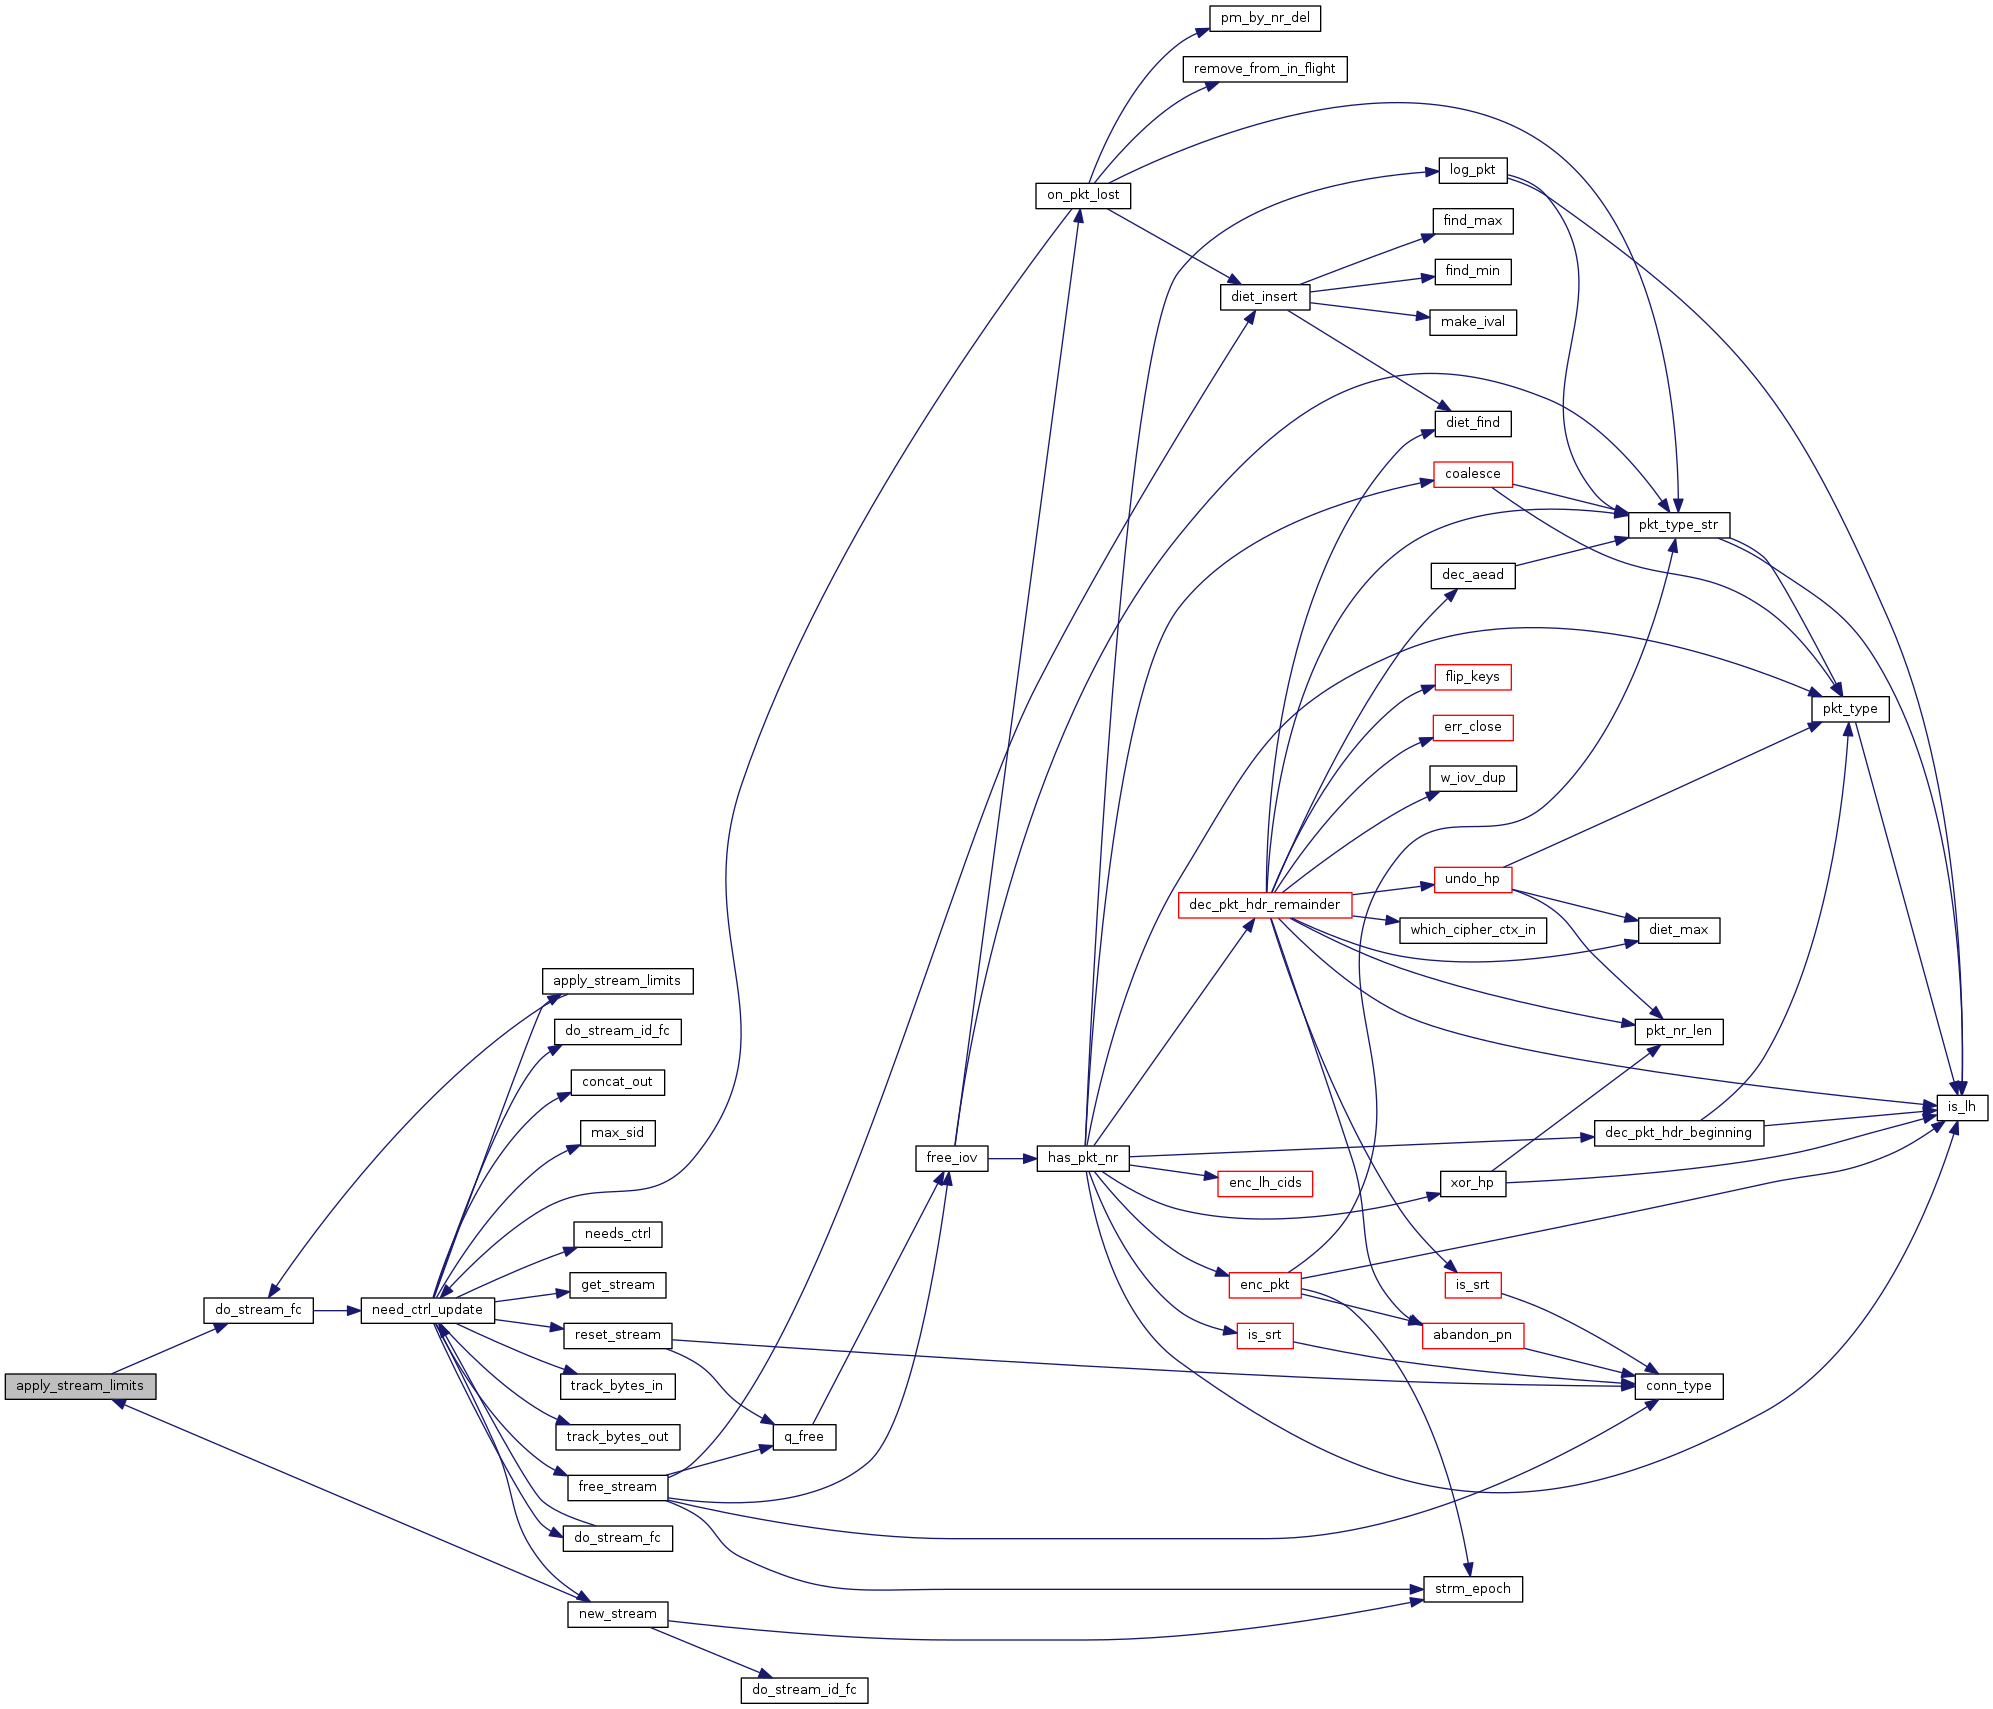 pm_by_nr_del
remove_from_in_flight
log_pkt
on_pkt_lost
find_max
find_min
diet_insert
make_ival
diet_find
coalesce
pkt_type_str
dec_aead
flip_keys
pkt_type
err_close
w_iov_dup
undo_hp
dec_pkt_hdr_remainder
which_cipher_ctx_in
diet_max
apply_stream_limits
do_stream_id_fc
pkt_nr_len
concat_out
is_lh
max_sid
dec_pkt_hdr_beginning
free_iov
has_pkt_nr
enc_lh_cids
xor_hp
needs_ctrl
get_stream
enc_pkt
is_srt
do_stream_fc
need_ctrl_update
reset_stream
is_srt
abandon_pn
apply_stream_limits
track_bytes_in
conn_type
track_bytes_out
q_free
free_stream
do_stream_fc
strm_epoch
new_stream
do_stream_id_fc